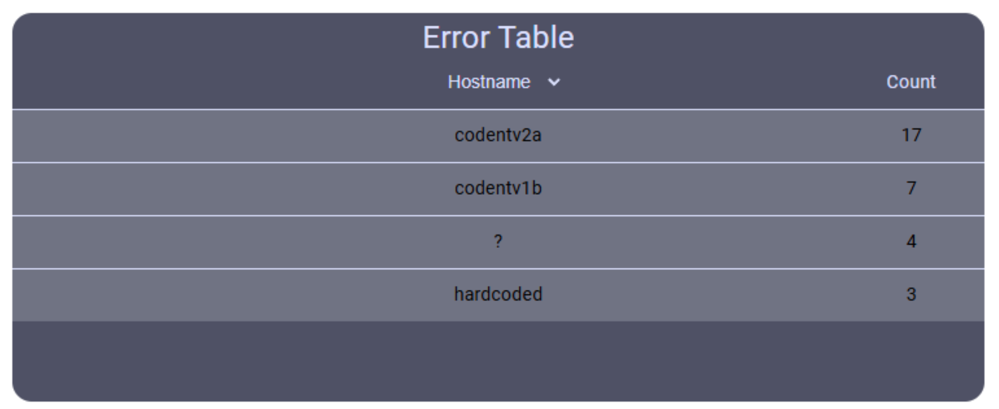 Error Table
Hostname Count
codentv2a 17
codentv1b 7
? 4
hardcoded 3